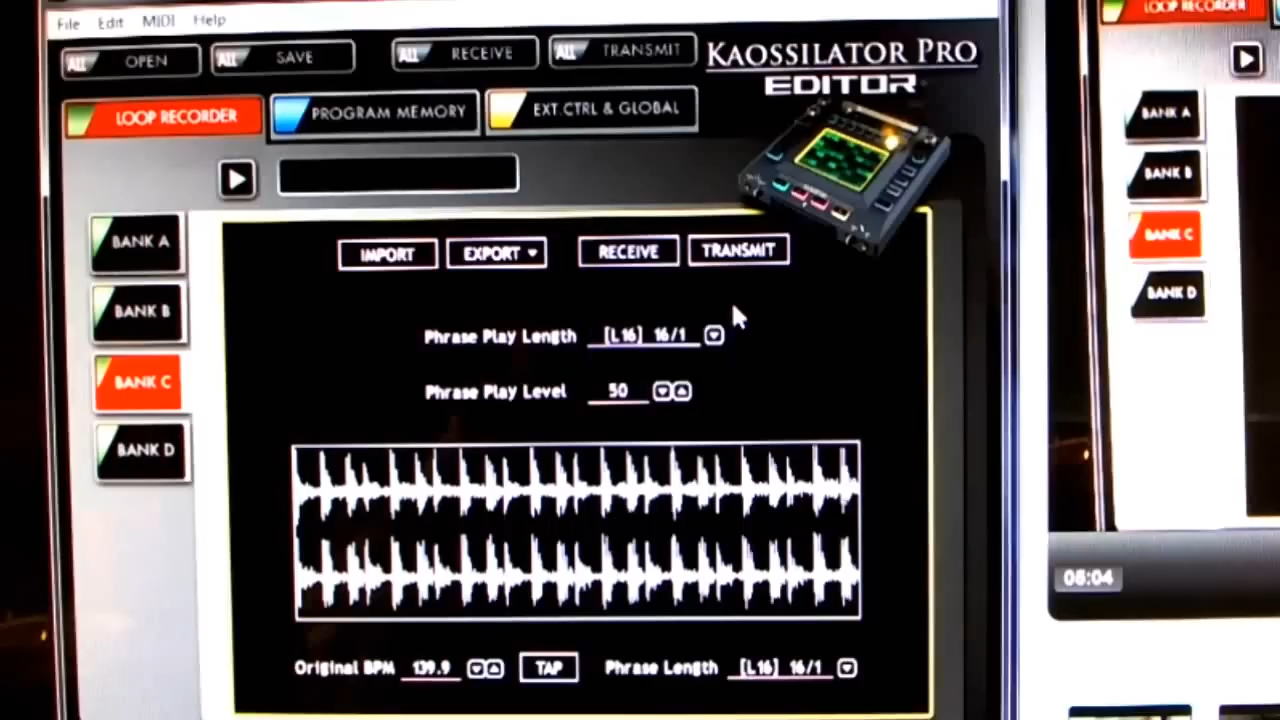 File Edit MIDI Help
ALL OPEN ALL SAVE ALL RECEIVE ALL TRANSMIT
KAOSSILATOR PRO
EDITOR
LOOP RECORDER PROGRAM MEMORY EXT.CTRL & GLOBAL
BANK A
BANK B
BANK C
BANK D
IMPORT EXPORT RECEIVE TRANSMIT
Phrase Play Length [L16] 16/1
Phrase Play Level 50
Original BPM 139.9 TAP Phrase Length [L16] 16/1
LOOP RECORDER
BANK A
BANK B
BANK C
BANK D
08:04